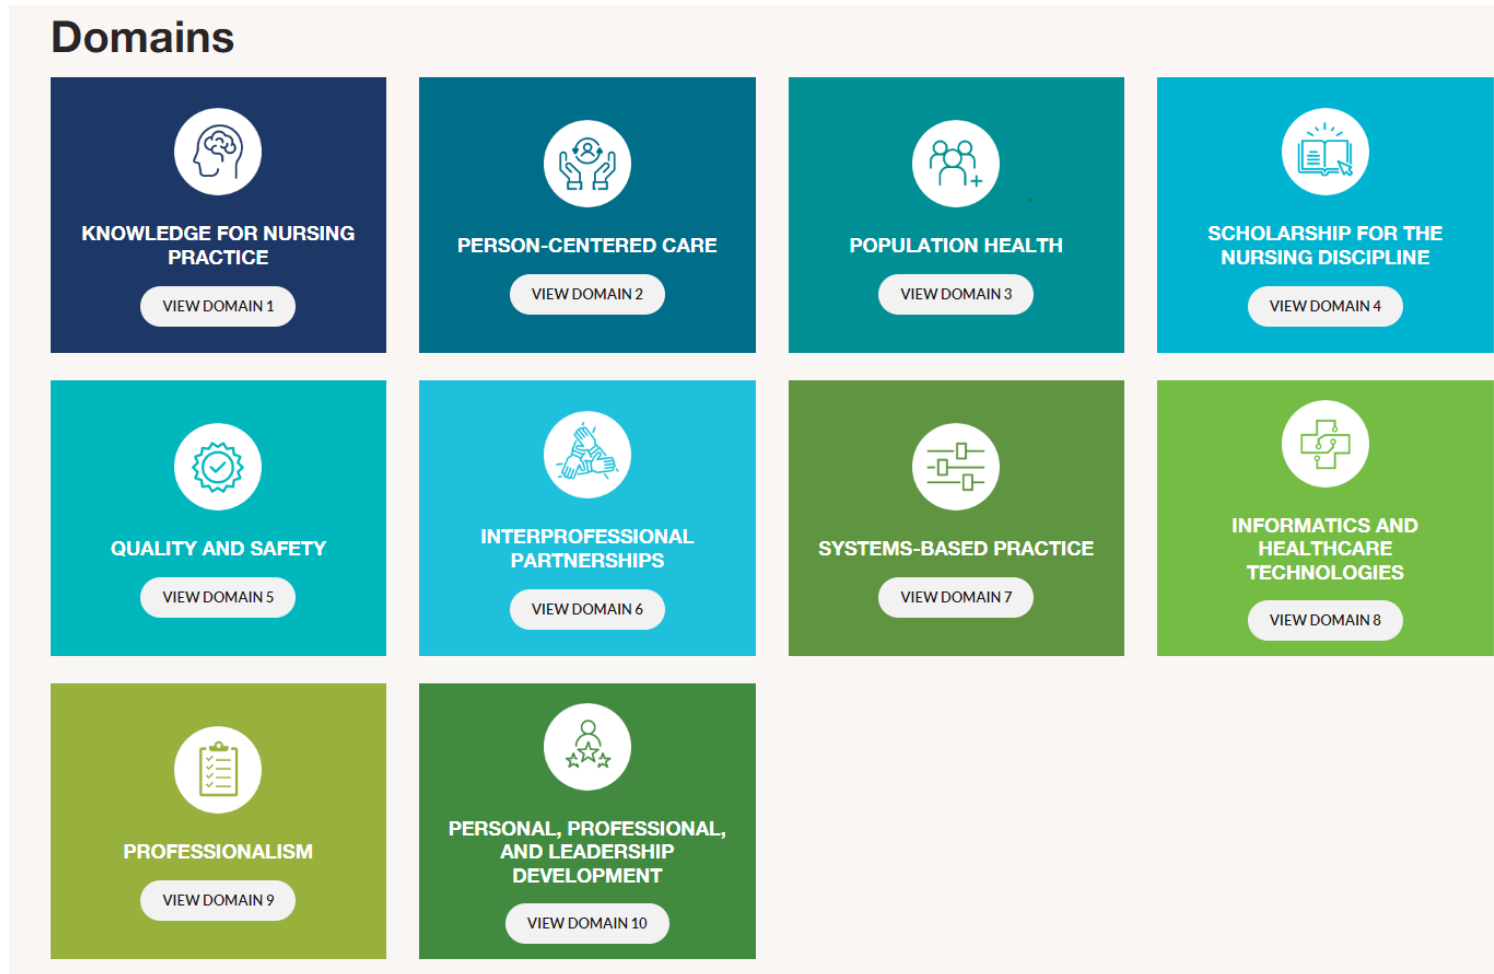 Domains
KNOWLEDGE FOR NURSING
PRACTICE
VIEW DOMAIN 1
PERSON-CENTERED CARE
VIEW DOMAIN 2
POPULATION HEALTH
VIEW DOMAIN 3
SCHOLARSHIP FOR THE
NURSING DISCIPLINE
VIEW DOMAIN 4
QUALITY AND SAFETY
VIEW DOMAIN 5
INTERPROFESSIONAL
PARTNERSHIPS
VIEW DOMAIN 6
SYSTEMS-BASED PRACTICE
VIEW DOMAIN 7
INFORMATICS AND
HEALTHCARE
TECHNOLOGIES
VIEW DOMAIN 8
PROFESSIONALISM
VIEW DOMAIN 9
PERSONAL, PROFESSIONAL,
AND LEADERSHIP
DEVELOPMENT
VIEW DOMAIN 10